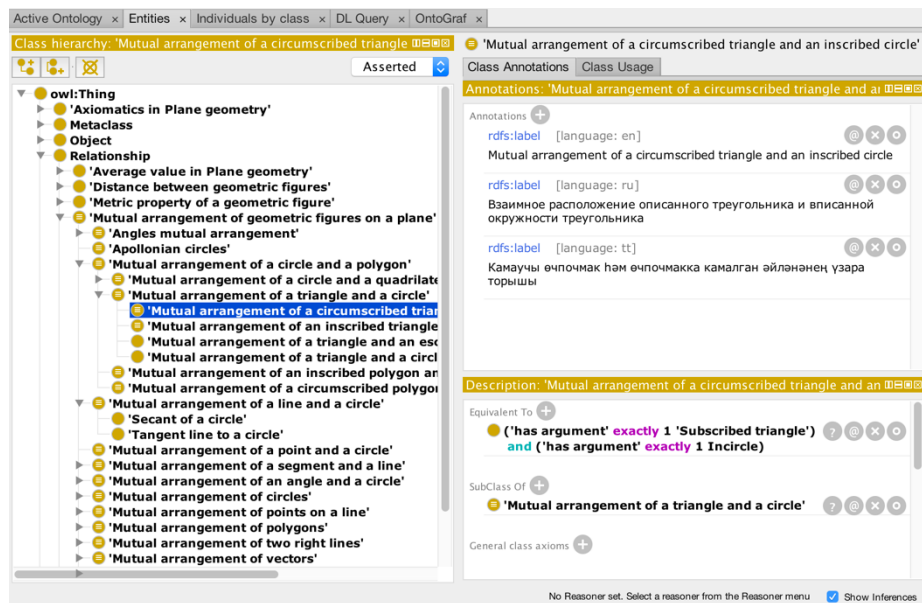 Active Ontology × Entities × Individuals by class × DL Query × OntoGraf ×
Class hierarchy: 'Mutual arrangement of a circumscribed triangle
Asserted
owl:Thing
'Axiomatics in Plane geometry'
Metaclass
Object
Relationship
'Average value in Plane geometry'
'Distance between geometric figures'
'Metric property of a geometric figure'
'Mutual arrangement of geometric figures on a plane'
'Angles mutual arrangement'
'Apollonian circles'
'Mutual arrangement of a circle and a polygon'
'Mutual arrangement of a circle and a quadrilate
'Mutual arrangement of a triangle and a circle'
'Mutual arrangement of a circumscribed trian
'Mutual arrangement of an inscribed triangle
'Mutual arrangement of a triangle and an esc
'Mutual arrangement of a triangle and a circl
'Mutual arrangement of an inscribed polygon an
'Mutual arrangement of a circumscribed polygon
'Mutual arrangement of a line and a circle'
'Secant of a circle'
'Tangent line to a circle'
'Mutual arrangement of a point and a circle'
'Mutual arrangement of a segment and a line'
'Mutual arrangement of an angle and a circle'
'Mutual arrangement of circles'
'Mutual arrangement of points on a line'
'Mutual arrangement of polygons'
'Mutual arrangement of two right lines'
'Mutual arrangement of vectors'
'Mutual arrangement of a circumscribed triangle and an inscribed circle'
Class Annotations Class Usage
Annotations: 'Mutual arrangement of a circumscribed triangle and a
Annotations
rdfs:label [language: en]
Mutual arrangement of a circumscribed triangle and an inscribed circle
rdfs:label [language: ru]
Взаимное расположение описанного треугольника и вписанной
окружности треугольника
rdfs:label [language: tt]
Камаучы өчпочмак һәм өчпочмакка камалган әйләнәнең үзара
торышы
Description: 'Mutual arrangement of a circumscribed triangle and an
Equivalent To
('has argument' exactly 1 'Subscribed triangle')
and ('has argument' exactly 1 Incircle)
SubClass Of
'Mutual arrangement of a triangle and a circle'
General class axioms
No Reasoner set. Select a reasoner from the Reasoner menu Show Inferences